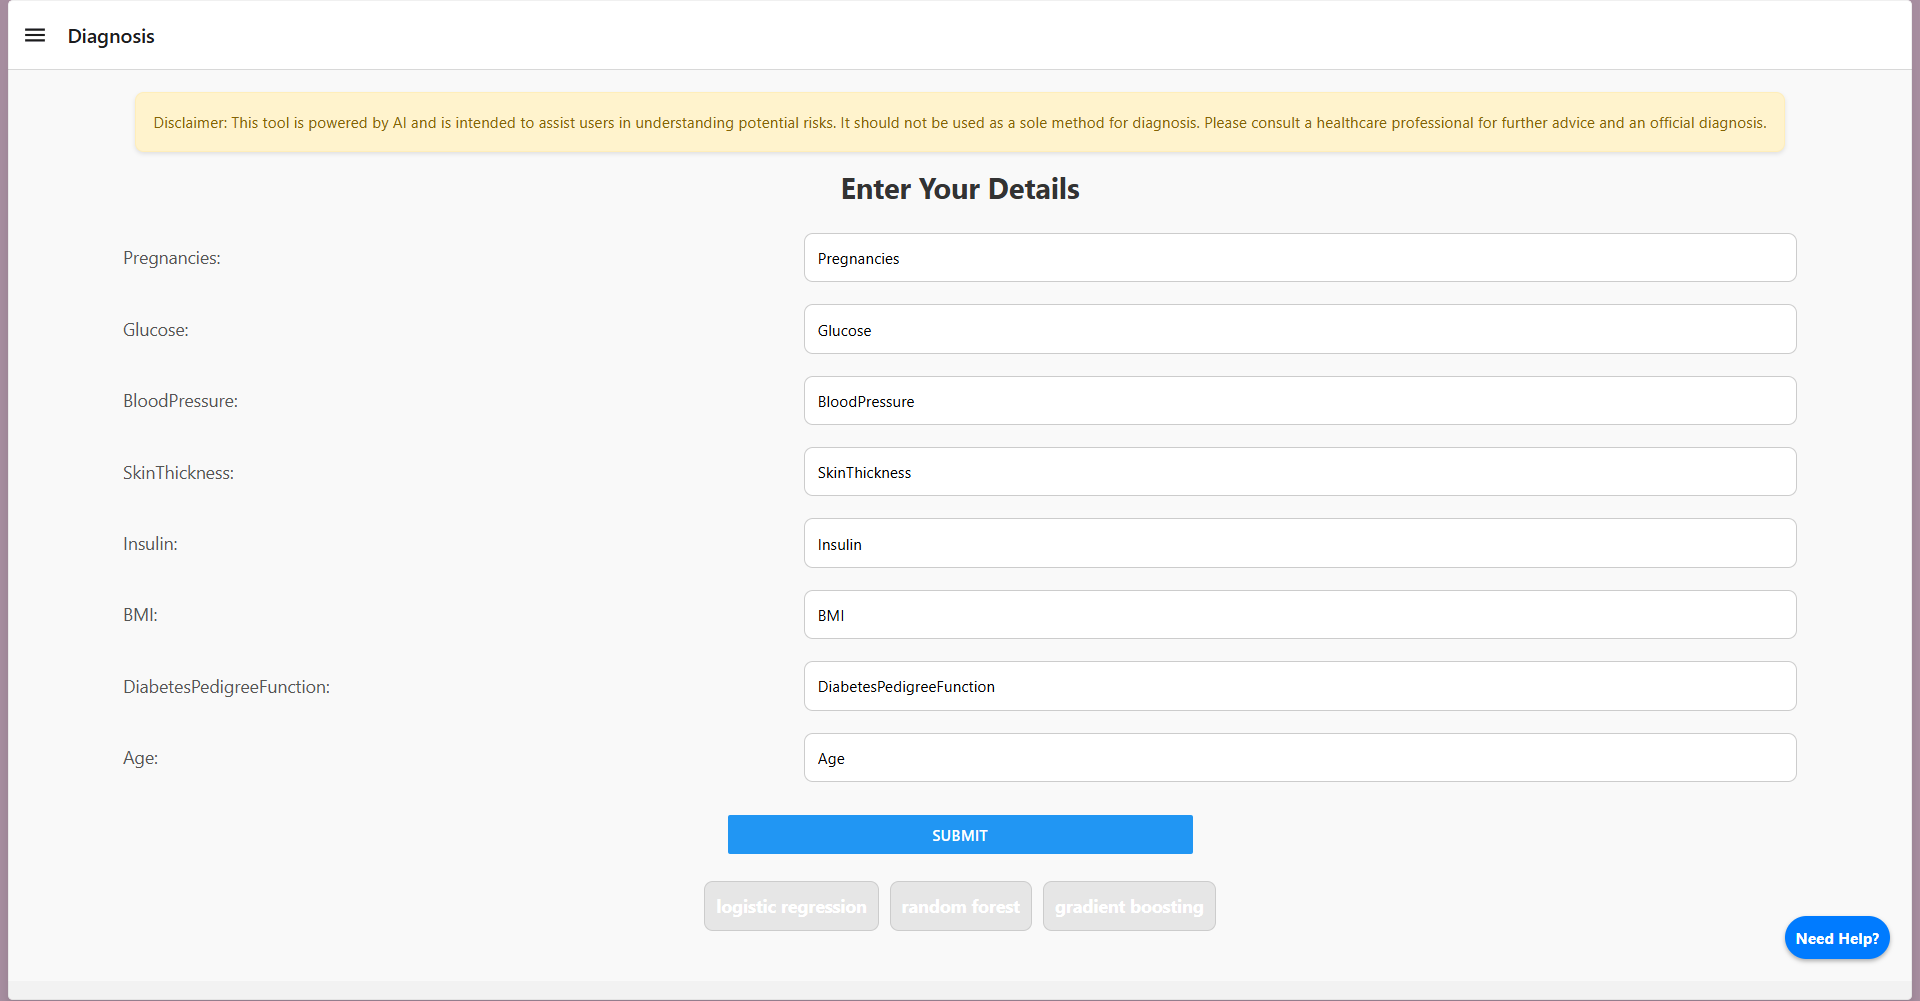 Diagnosis
Disclaimer: This tool is powered by AI and is intended to assist users in understanding potential risks. It should not be used as a sole method for diagnosis. Please consult a healthcare professional for further advice and an official diagnosis.
Enter Your Details
Pregnancies: Pregnancies
Glucose: Glucose
BloodPressure: BloodPressure
SkinThickness: SkinThickness
Insulin: Insulin
BMI: BMI
DiabetesPedigreeFunction: DiabetesPedigreeFunction
Age: Age
SUBMIT
logistic regression random forest gradient boosting
Need Help?